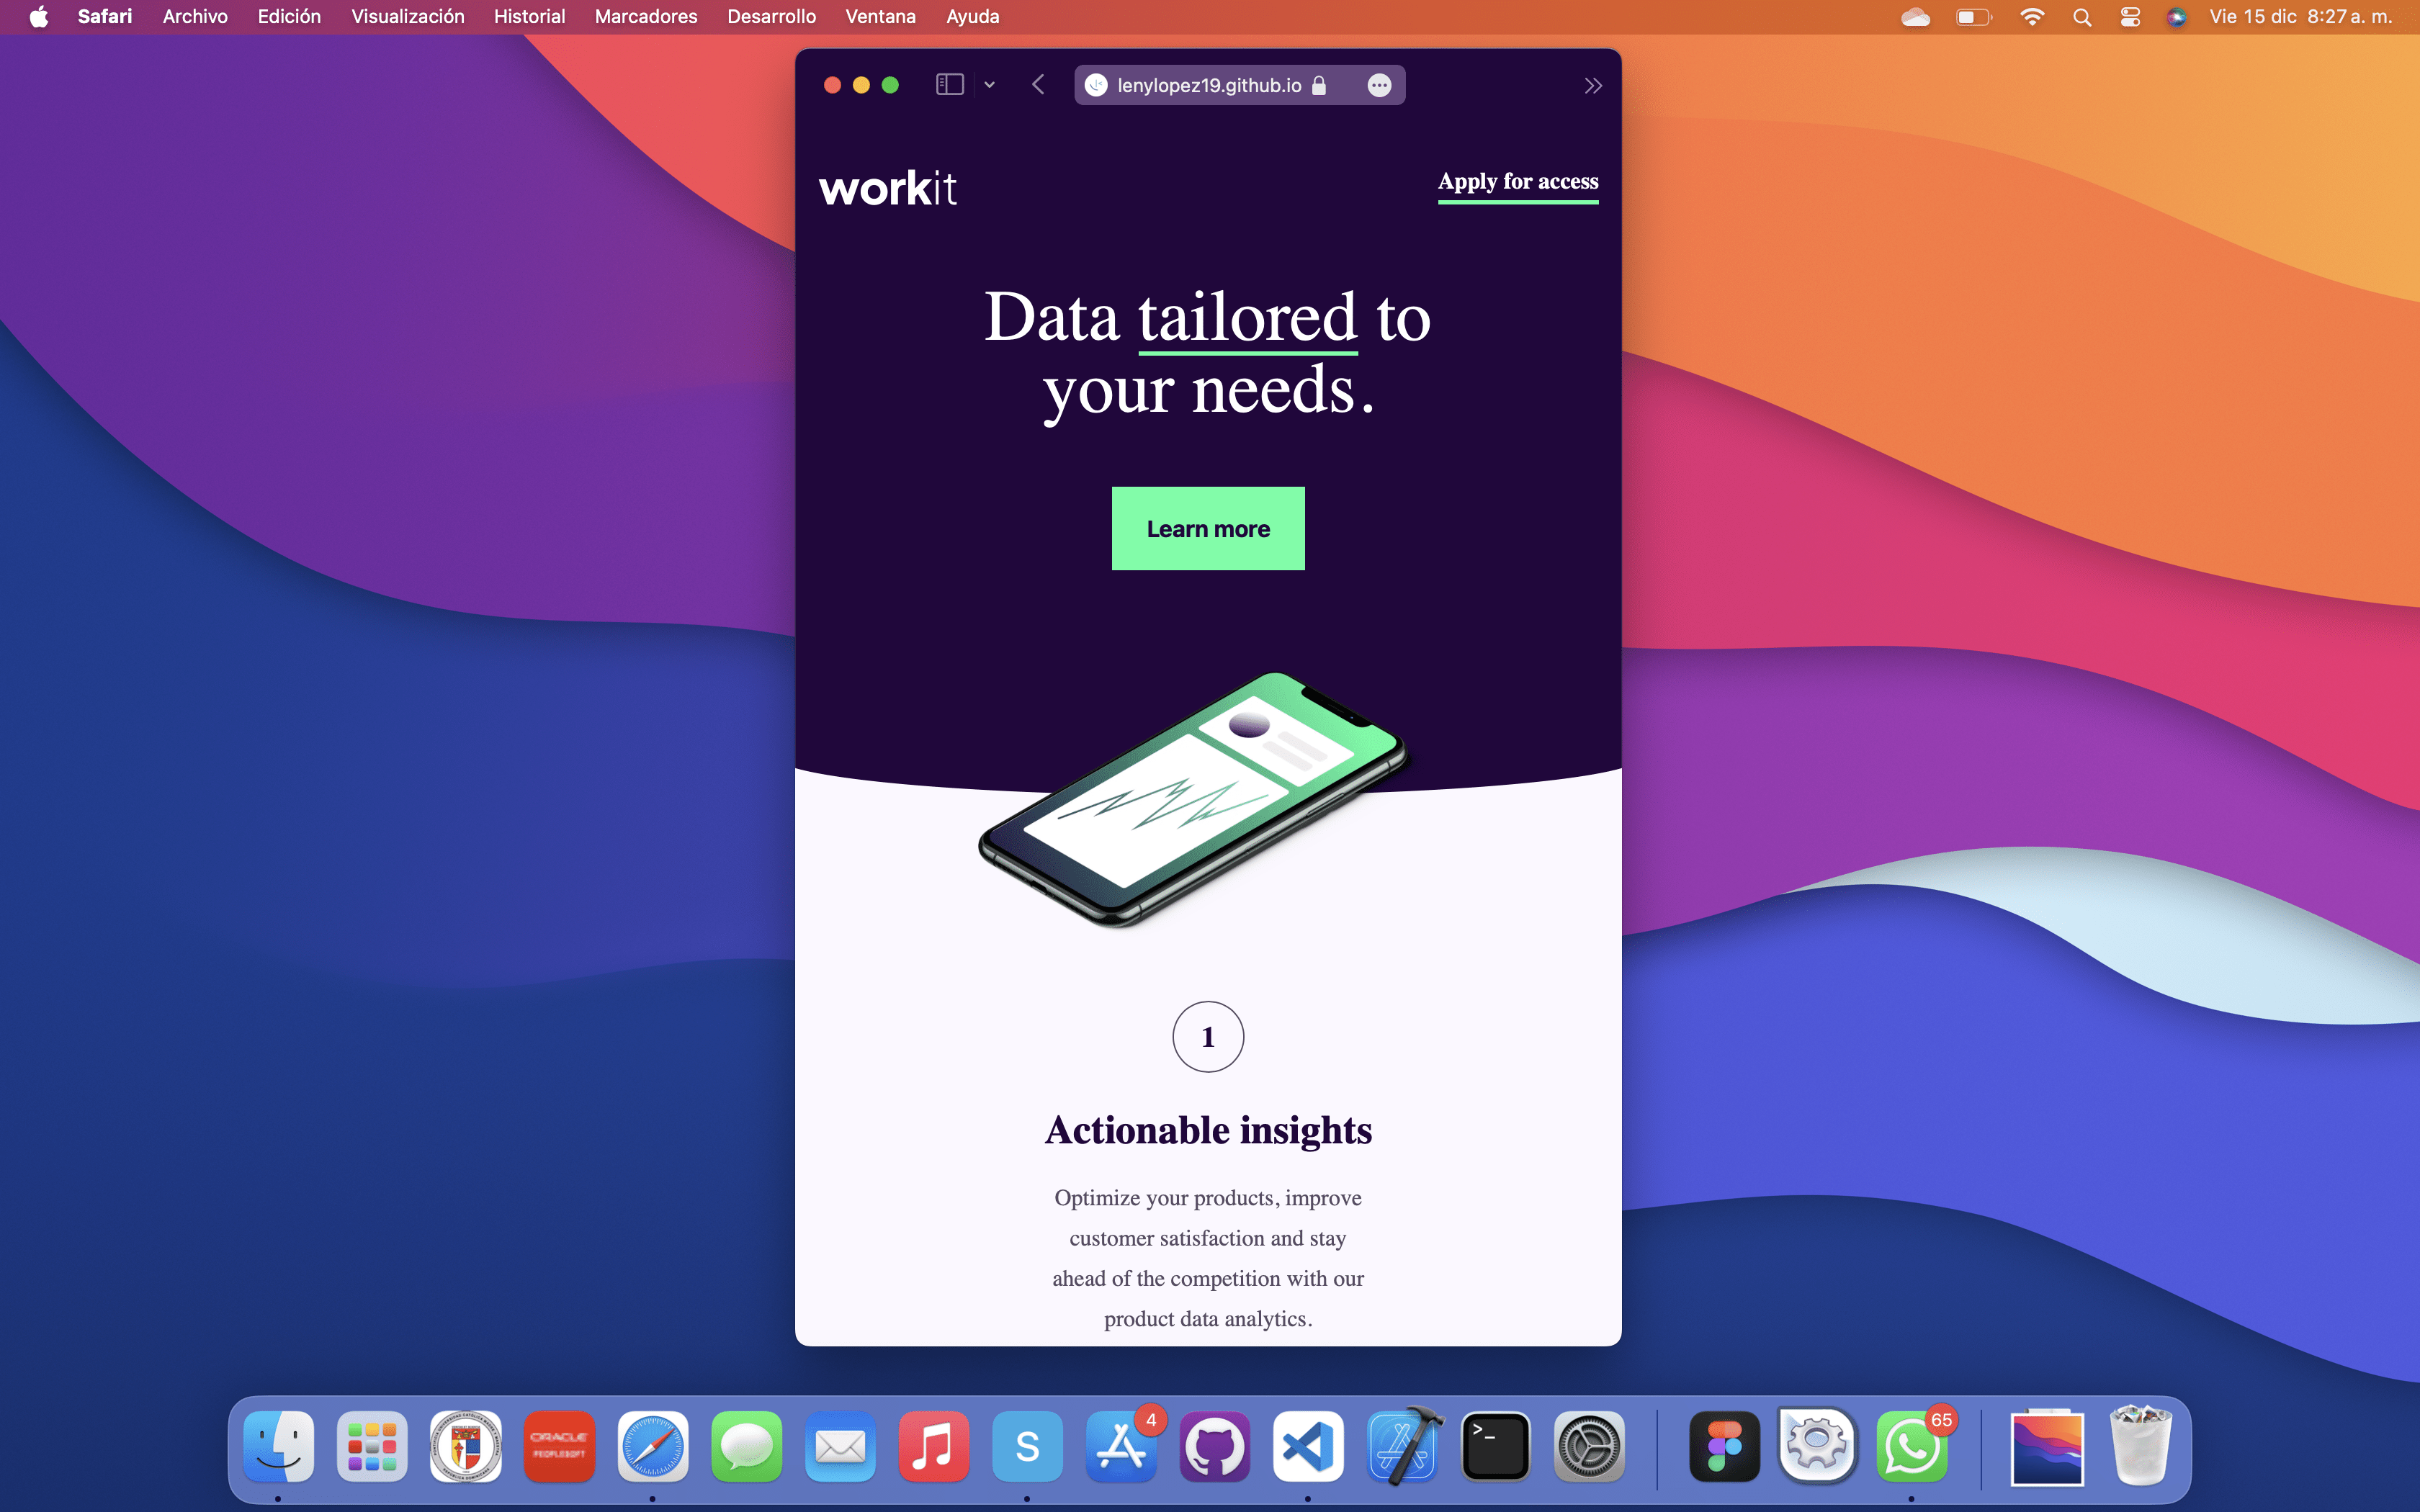 Safari Archivo Edición Visualización Historial Marcadores Desarrollo Ventana Ayuda Vie 15 dic 8:27 a. m.
lenylopez19.github.io
workit Apply for access
Data tailored to
your needs.
Learn more
1
Actionable insights
Optimize your products, improve
customer satisfaction and stay
ahead of the competition with our
product data analytics.
ORACLE
PEOPLESOFT
S
4
>_
65